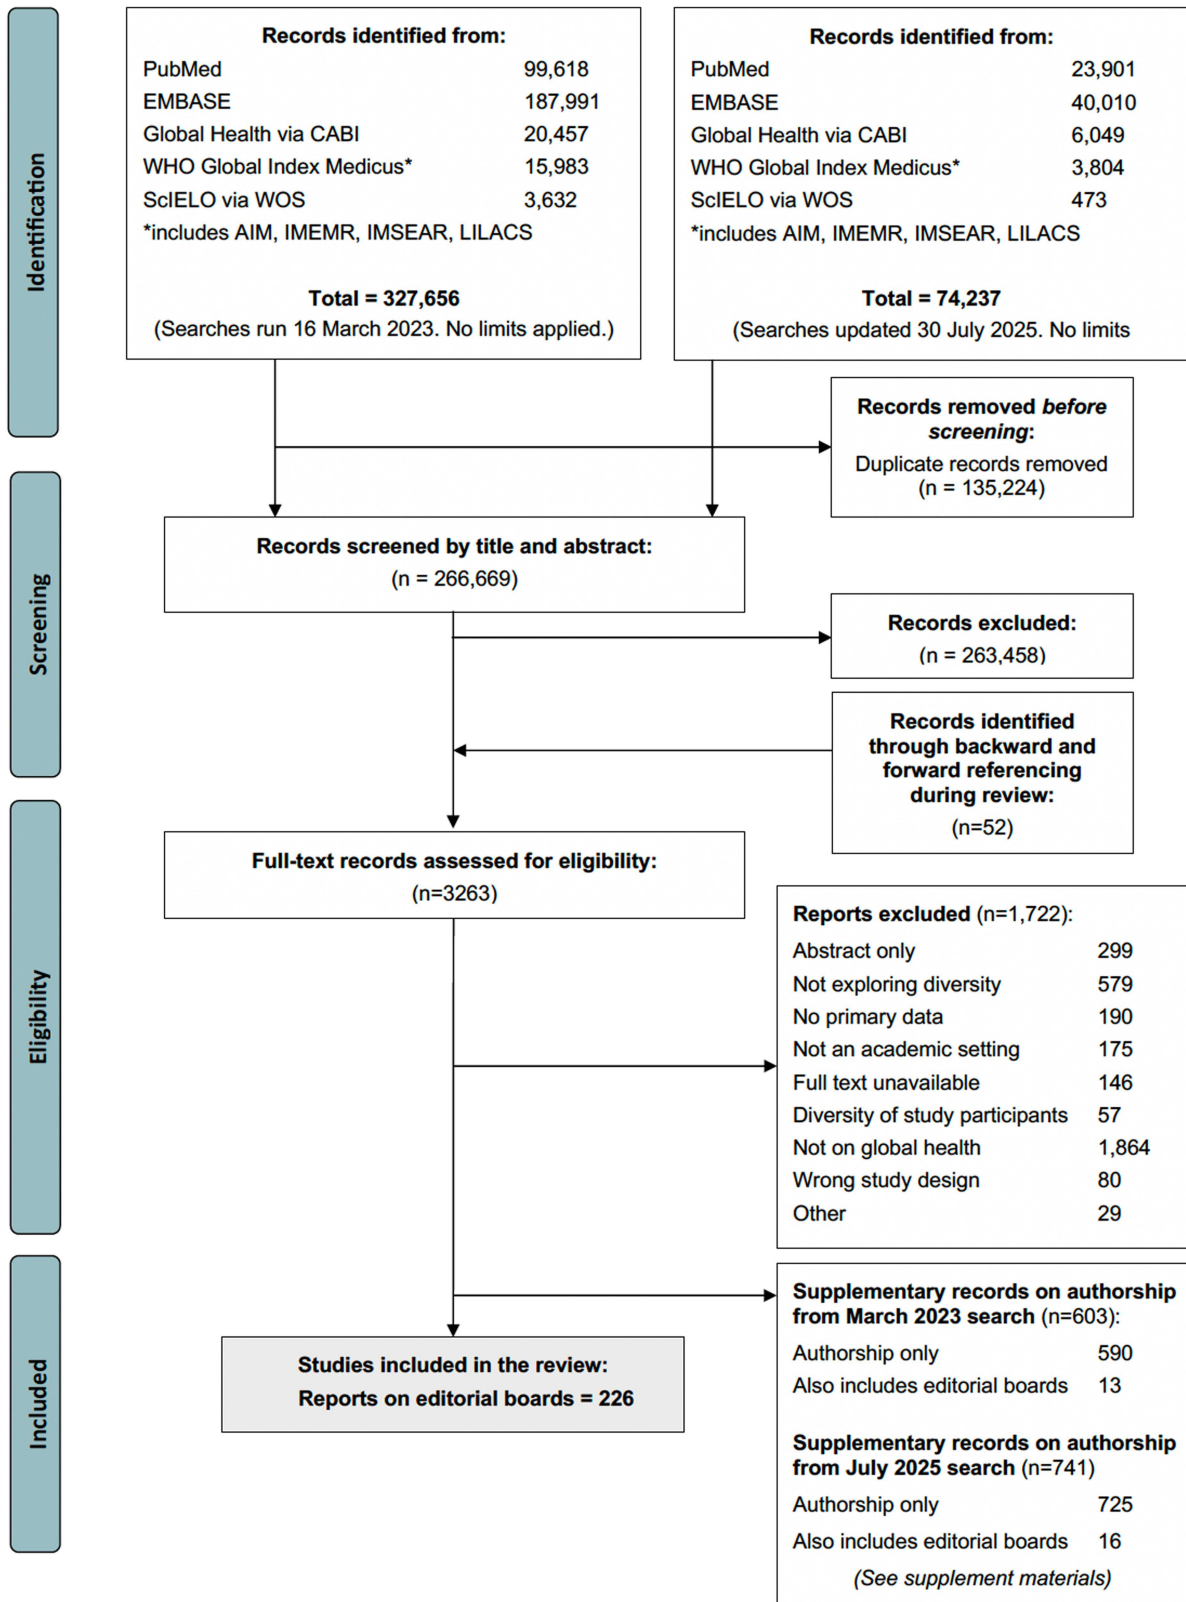 Identification
Records identified from:
PubMed 99,618
EMBASE 187,991
Global Health via CABI 20,457
WHO Global Index Medicus* 15,983
ScIELO via WOS 3,632
*includes AIM, IMEMR, IMSEAR, LILACS
Total = 327,656
(Searches run 16 March 2023. No limits applied.)
Records identified from:
PubMed 23,901
EMBASE 40,010
Global Health via CABI 6,049
WHO Global Index Medicus* 3,804
ScIELO via WOS 473
*includes AIM, IMEMR, IMSEAR, LILACS
Total = 74,237
(Searches updated 30 July 2025. No limits
Records removed before
screening:
Duplicate records removed
(n = 135,224)
Screening
Records screened by title and abstract:
(n = 266,669)
Records excluded:
(n = 263,458)
Records identified
through backward and
forward referencing
during review:
(n=52)
Eligibility
Full-text records assessed for eligibility:
(n=3263)
Reports excluded (n=1,722):
Abstract only 299
Not exploring diversity 579
No primary data 190
Not an academic setting 175
Full text unavailable 146
Diversity of study participants 57
Not on global health 1,864
Wrong study design 80
Other 29
Included
Studies included in the review:
Reports on editorial boards = 226
Supplementary records on authorship
from March 2023 search (n=603):
Authorship only 590
Also includes editorial boards 13
Supplementary records on authorship
from July 2025 search (n=741)
Authorship only 725
Also includes editorial boards 16
(See supplement materials)